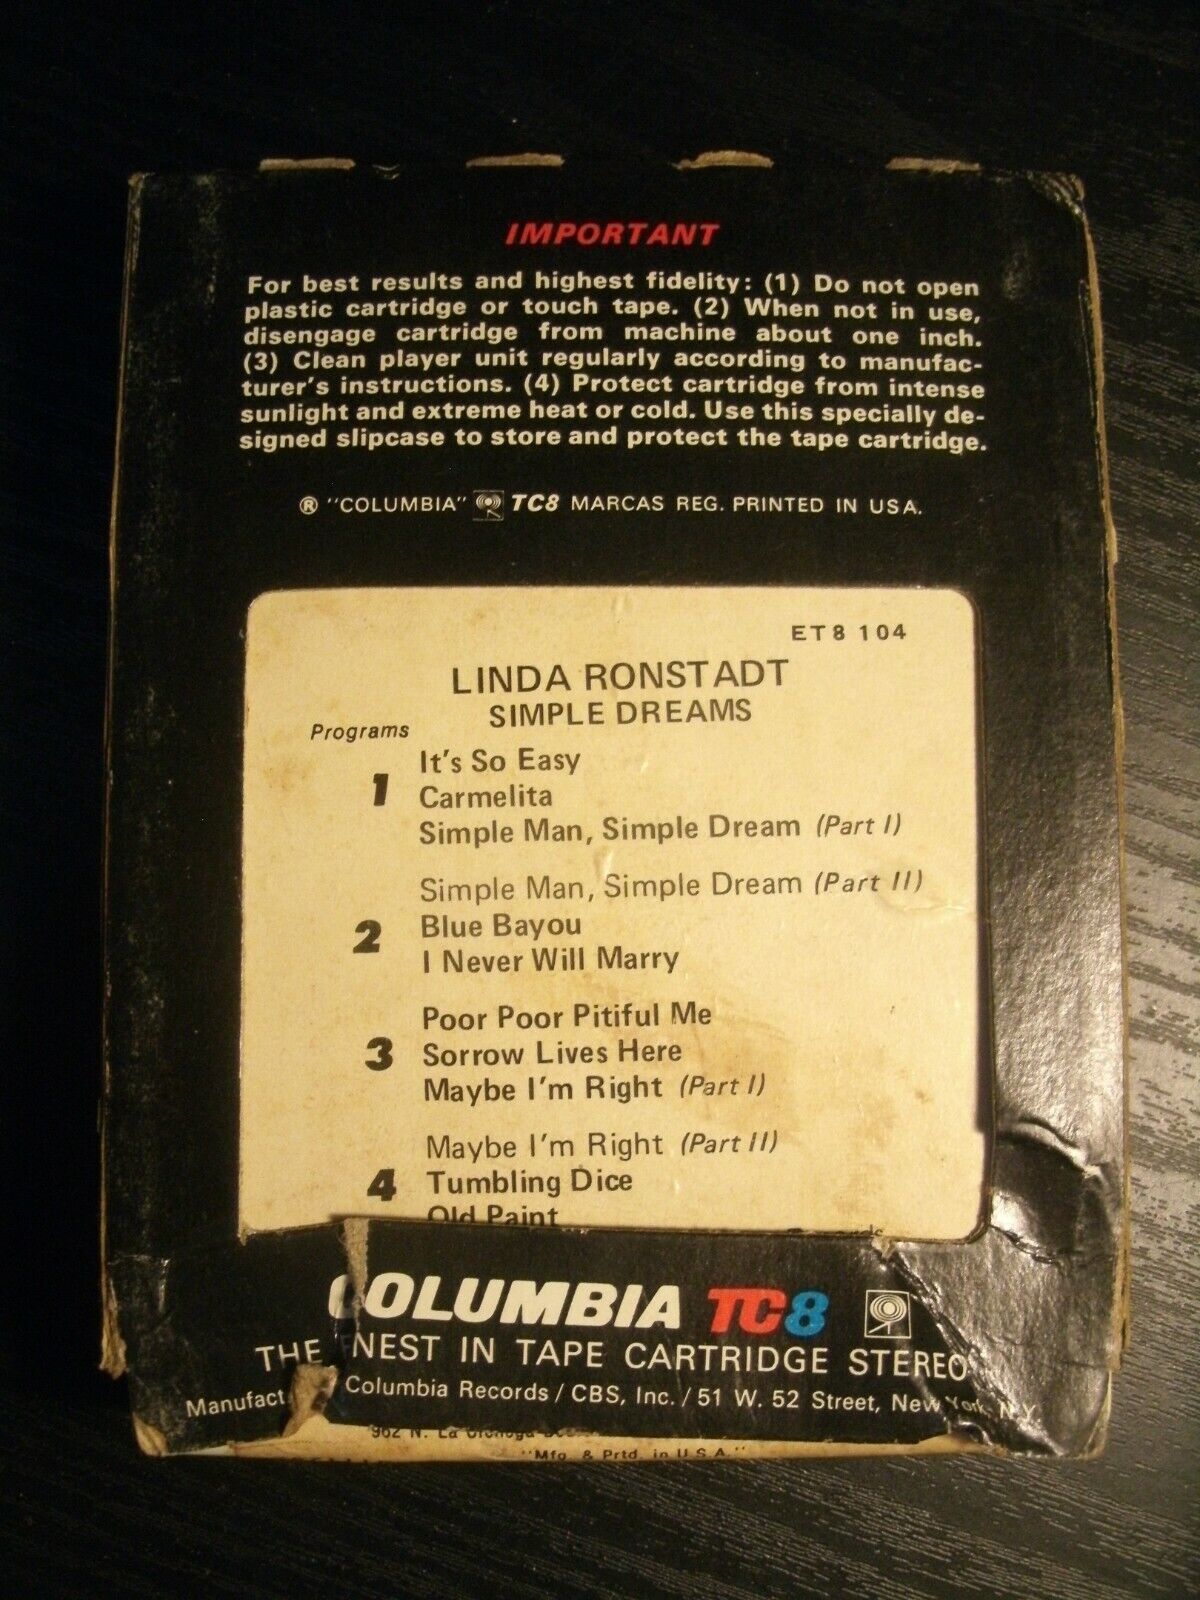 IMPORTANT
For best results and highest fidelity: (1) Do not open
plastic cartridge or touch tape. (2) When not in use,
disengage cartridge from machine about one inch.
(3) Clean player unit regularly according to manufac-
turer's instructions. (4) Protect cartridge from intense
sunlight and extreme heat or cold. Use this specially de-
signed slipcase to store and protect the tape cartridge.
® "COLUMBIA" TC8 MARCAS REG. PRINTED IN USA.
ET8 104
LINDA RONSTADT
SIMPLE DREAMS
Programs
1
It's So Easy
Carmelita
Simple Man, Simple Dream (Part I)
2
Simple Man, Simple Dream (Part II)
Blue Bayou
I Never Will Marry
3
Poor Poor Pitiful Me
Sorrow Lives Here
Maybe I'm Right (Part I)
4
Maybe I'm Right (Part II)
Tumbling Dice
Old Paint
COLUMBIA TC8
THE FINEST IN TAPE CARTRIDGE STEREO
Manufact Columbia Records / CBS, Inc. / 51 W. 52 Street, New York, N.Y.
962 N. La Cienega
"Mfg. & Prtd. in U.S.A."